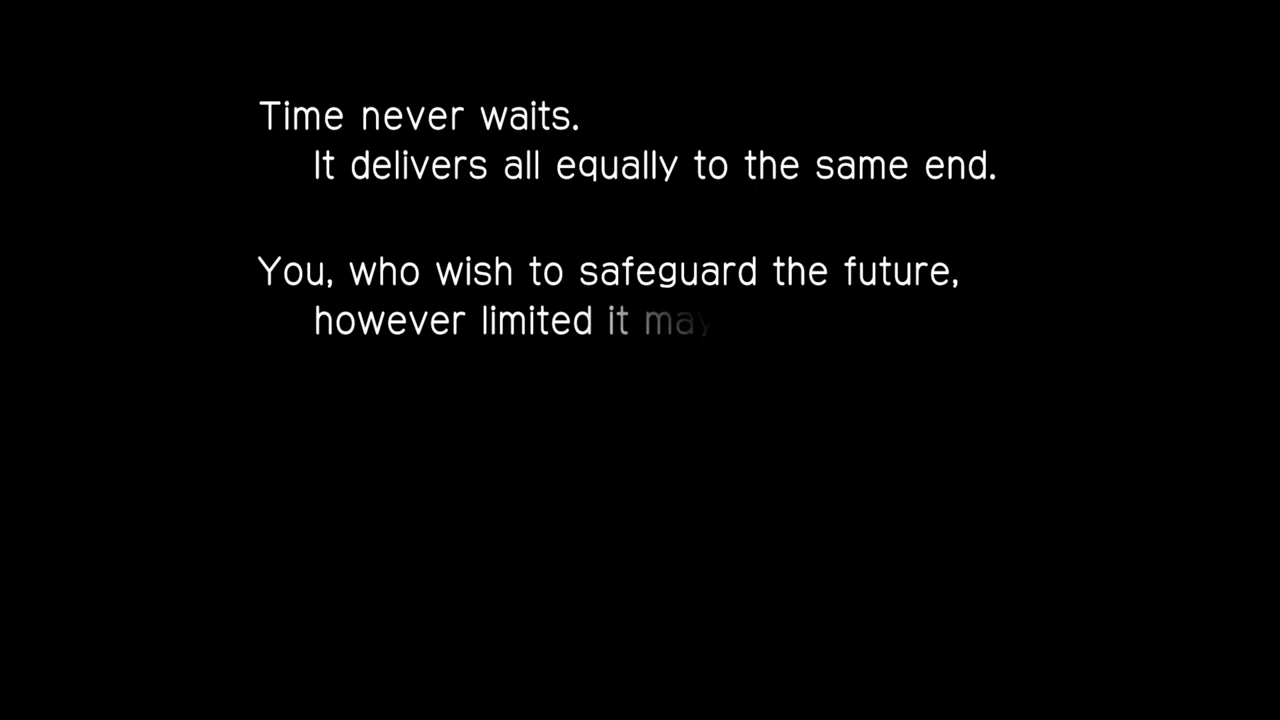 Time never waits.
It delivers all equally to the same end.
You, who wish to safeguard the future,
however limited it may